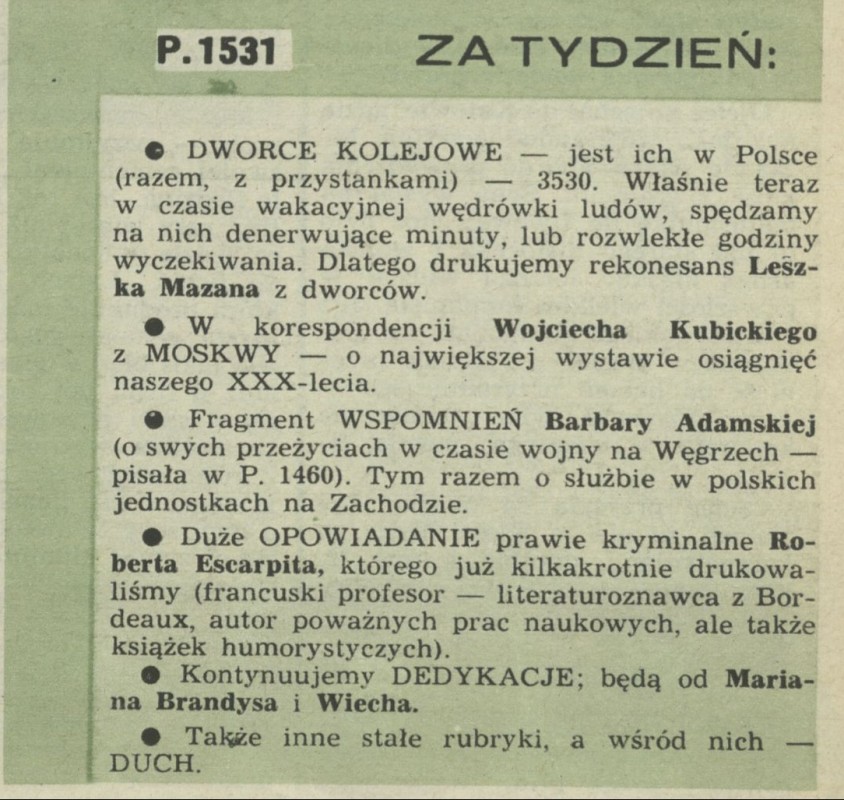 P.1531 ZA TYDZIEŃ:
● DWORCE KOLEJOWE — jest ich w Polsce
(razem, z przystankami) — 3530. Właśnie teraz
w czasie wakacyjnej wędrówki ludów, spędzamy
na nich denerwujące minuty, lub rozwlekłe godziny
wyczekiwania. Dlatego drukujemy rekonesans Lesz-
ka Mazana z dworców.
● W korespondencji Wojciecha Kubickiego
z MOSKWY — o największej wystawie osiągnięć
naszego XXX-lecia.
● Fragment WSPOMNIEŃ Barbary Adamskiej
(o swych przeżyciach w czasie wojny na Węgrzech —
pisała w P. 1460). Tym razem o służbie w polskich
jednostkach na Zachodzie.
● Duże OPOWIADANIE prawie kryminalne Ro-
berta Escarpita, którego już kilkakrotnie drukowa-
liśmy (francuski profesor — literaturoznawca z Bor-
deaux, autor poważnych prac naukowych, ale także
książek humorystyczych).
● Kontynuujemy DEDYKACJE; będą od Maria-
na Brandysa i Wiecha.
● Także inne stałe rubryki, a wśród nich —
DUCH.